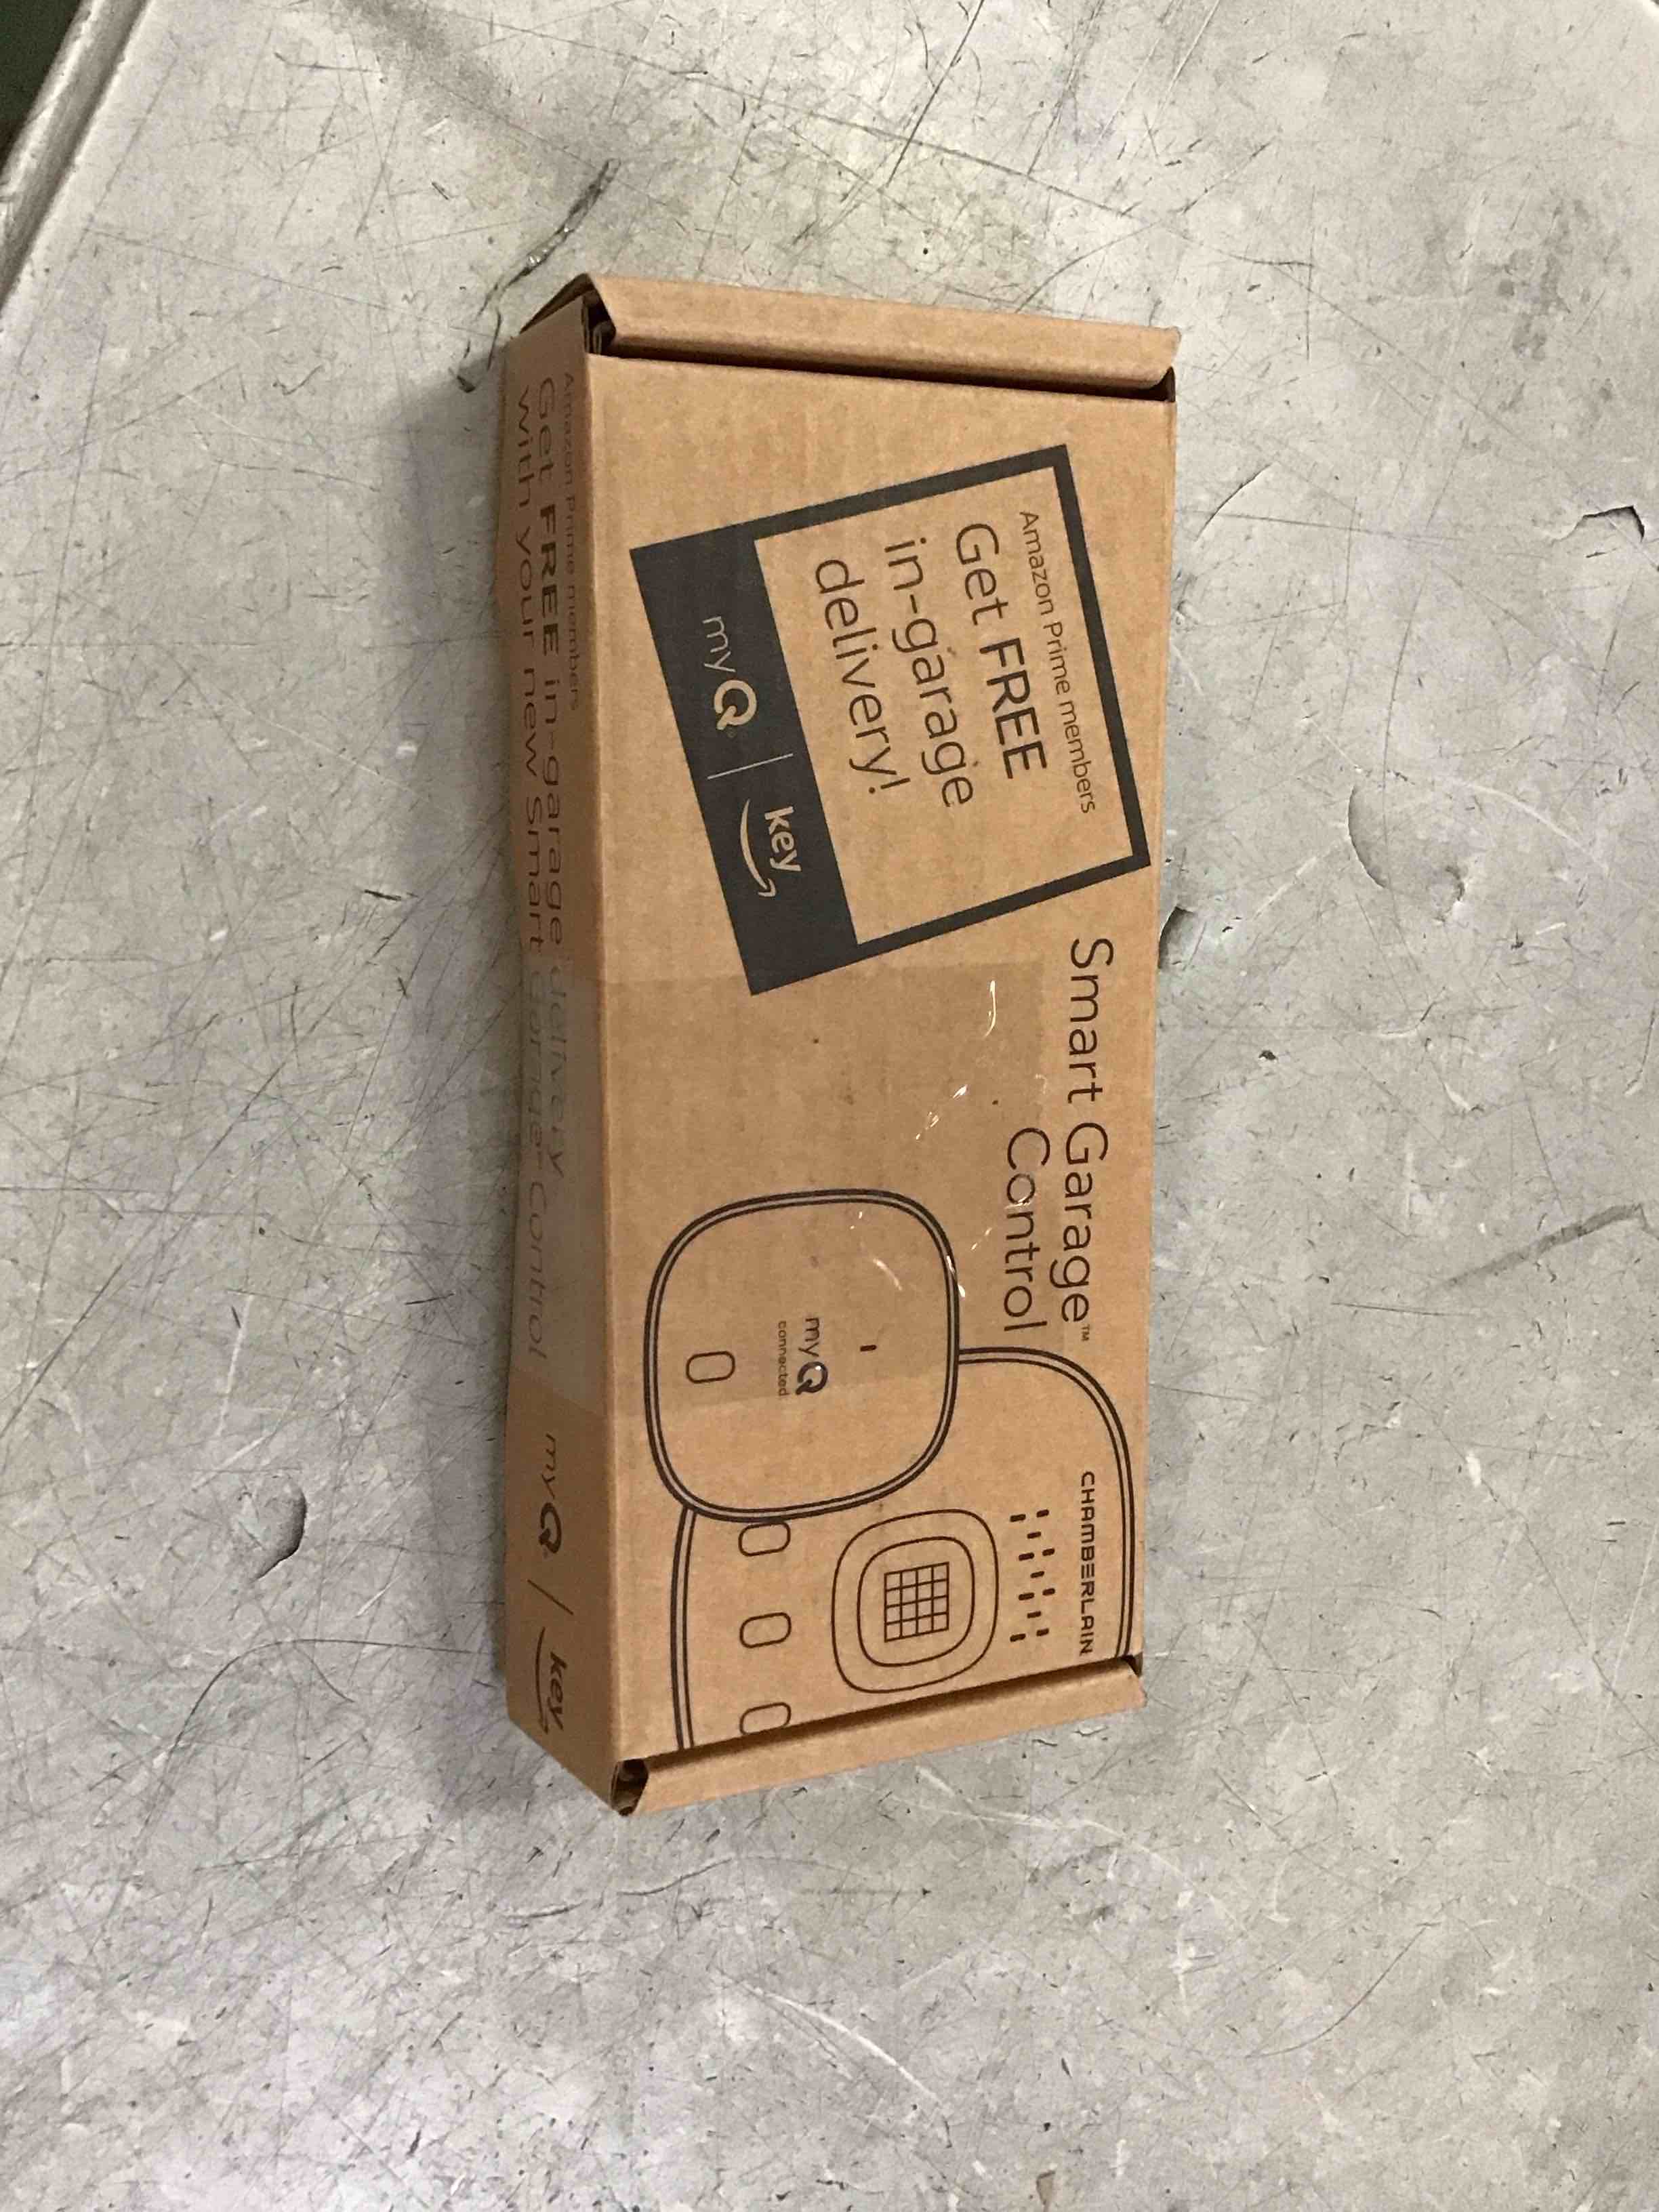 Amazon Prime members
Get FREE
in-garage
delivery!
myQ | key
Smart Garage™
Control
CHAMBERLAIN
myQ
connected
Amazon Prime members
Get FREE in-garage delivery
with your new Smart Garage Control
myQ | key